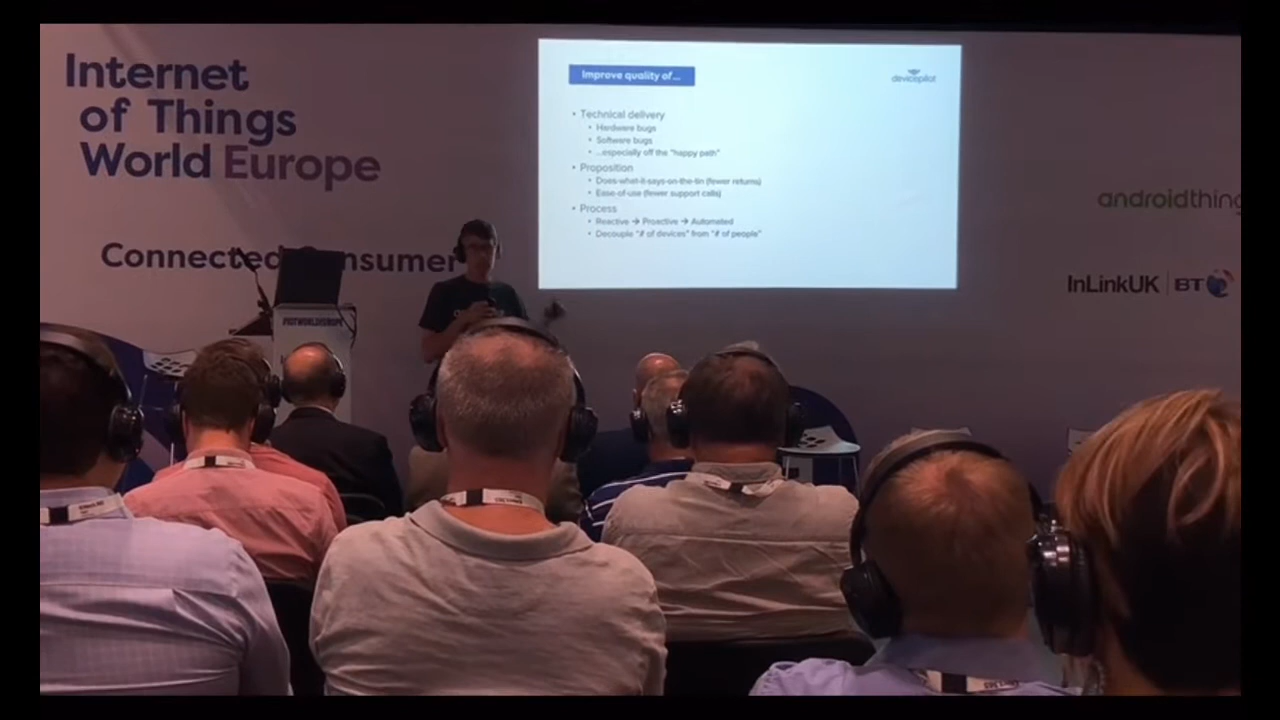 Internet
of Things
World Europe
Connected nsumer
#IOTWORLDEUROPE
Improve quality of...
devicepilot
• Technical delivery
• Hardware bugs
• Software bugs
• ...especially off the "happy path"
• Proposition
• Does-what-it-says-on-the-tin (fewer returns)
• Ease-of-use (fewer support calls)
• Process
• Reactive → Proactive → Automated
• Decouple "# of devices" from "# of people"
androidthing
InLinkUK | BT